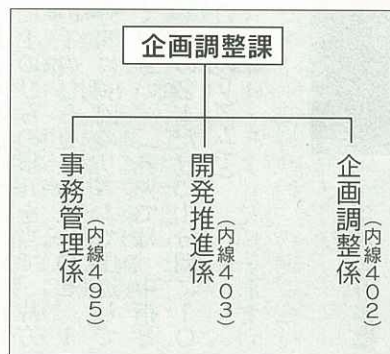 企画調整課
企画調整係
(内線402)
開発推進係
(内線403)
事務管理係
(内線495)